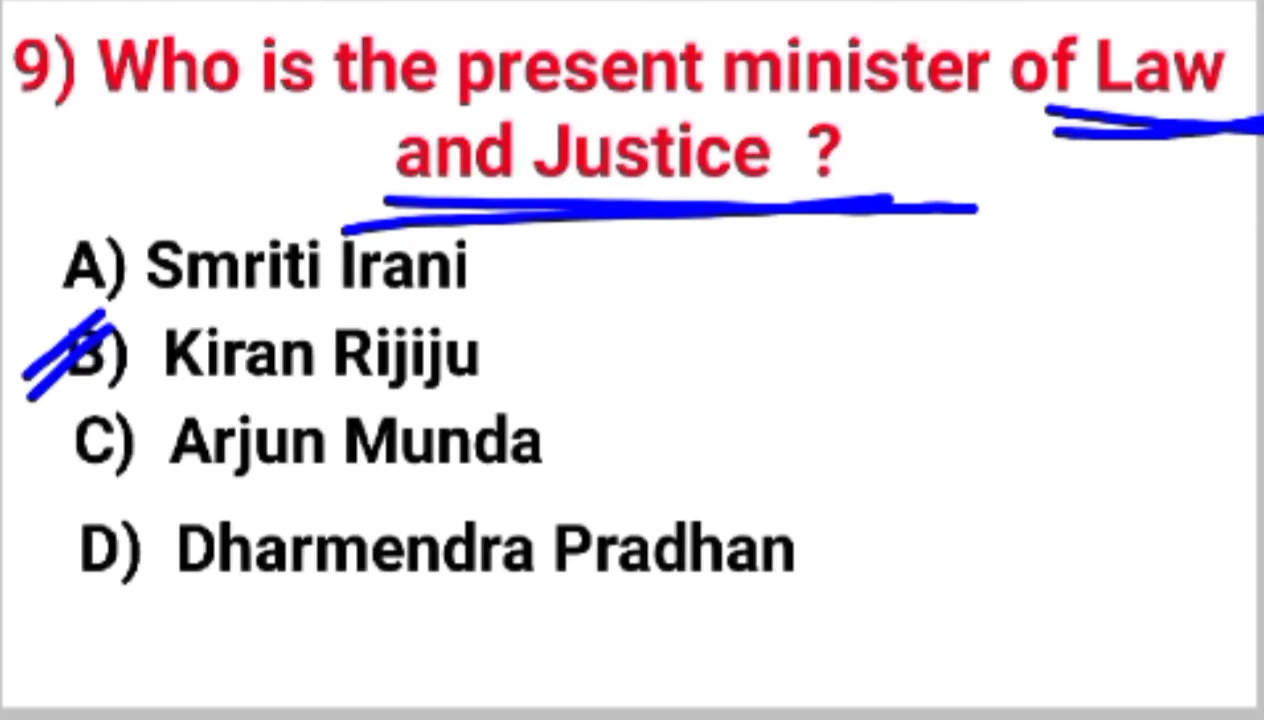 9) Who is the present minister of Law
and Justice ?
A) Smriti Irani
B) Kiran Rijiju
C) Arjun Munda
D) Dharmendra Pradhan